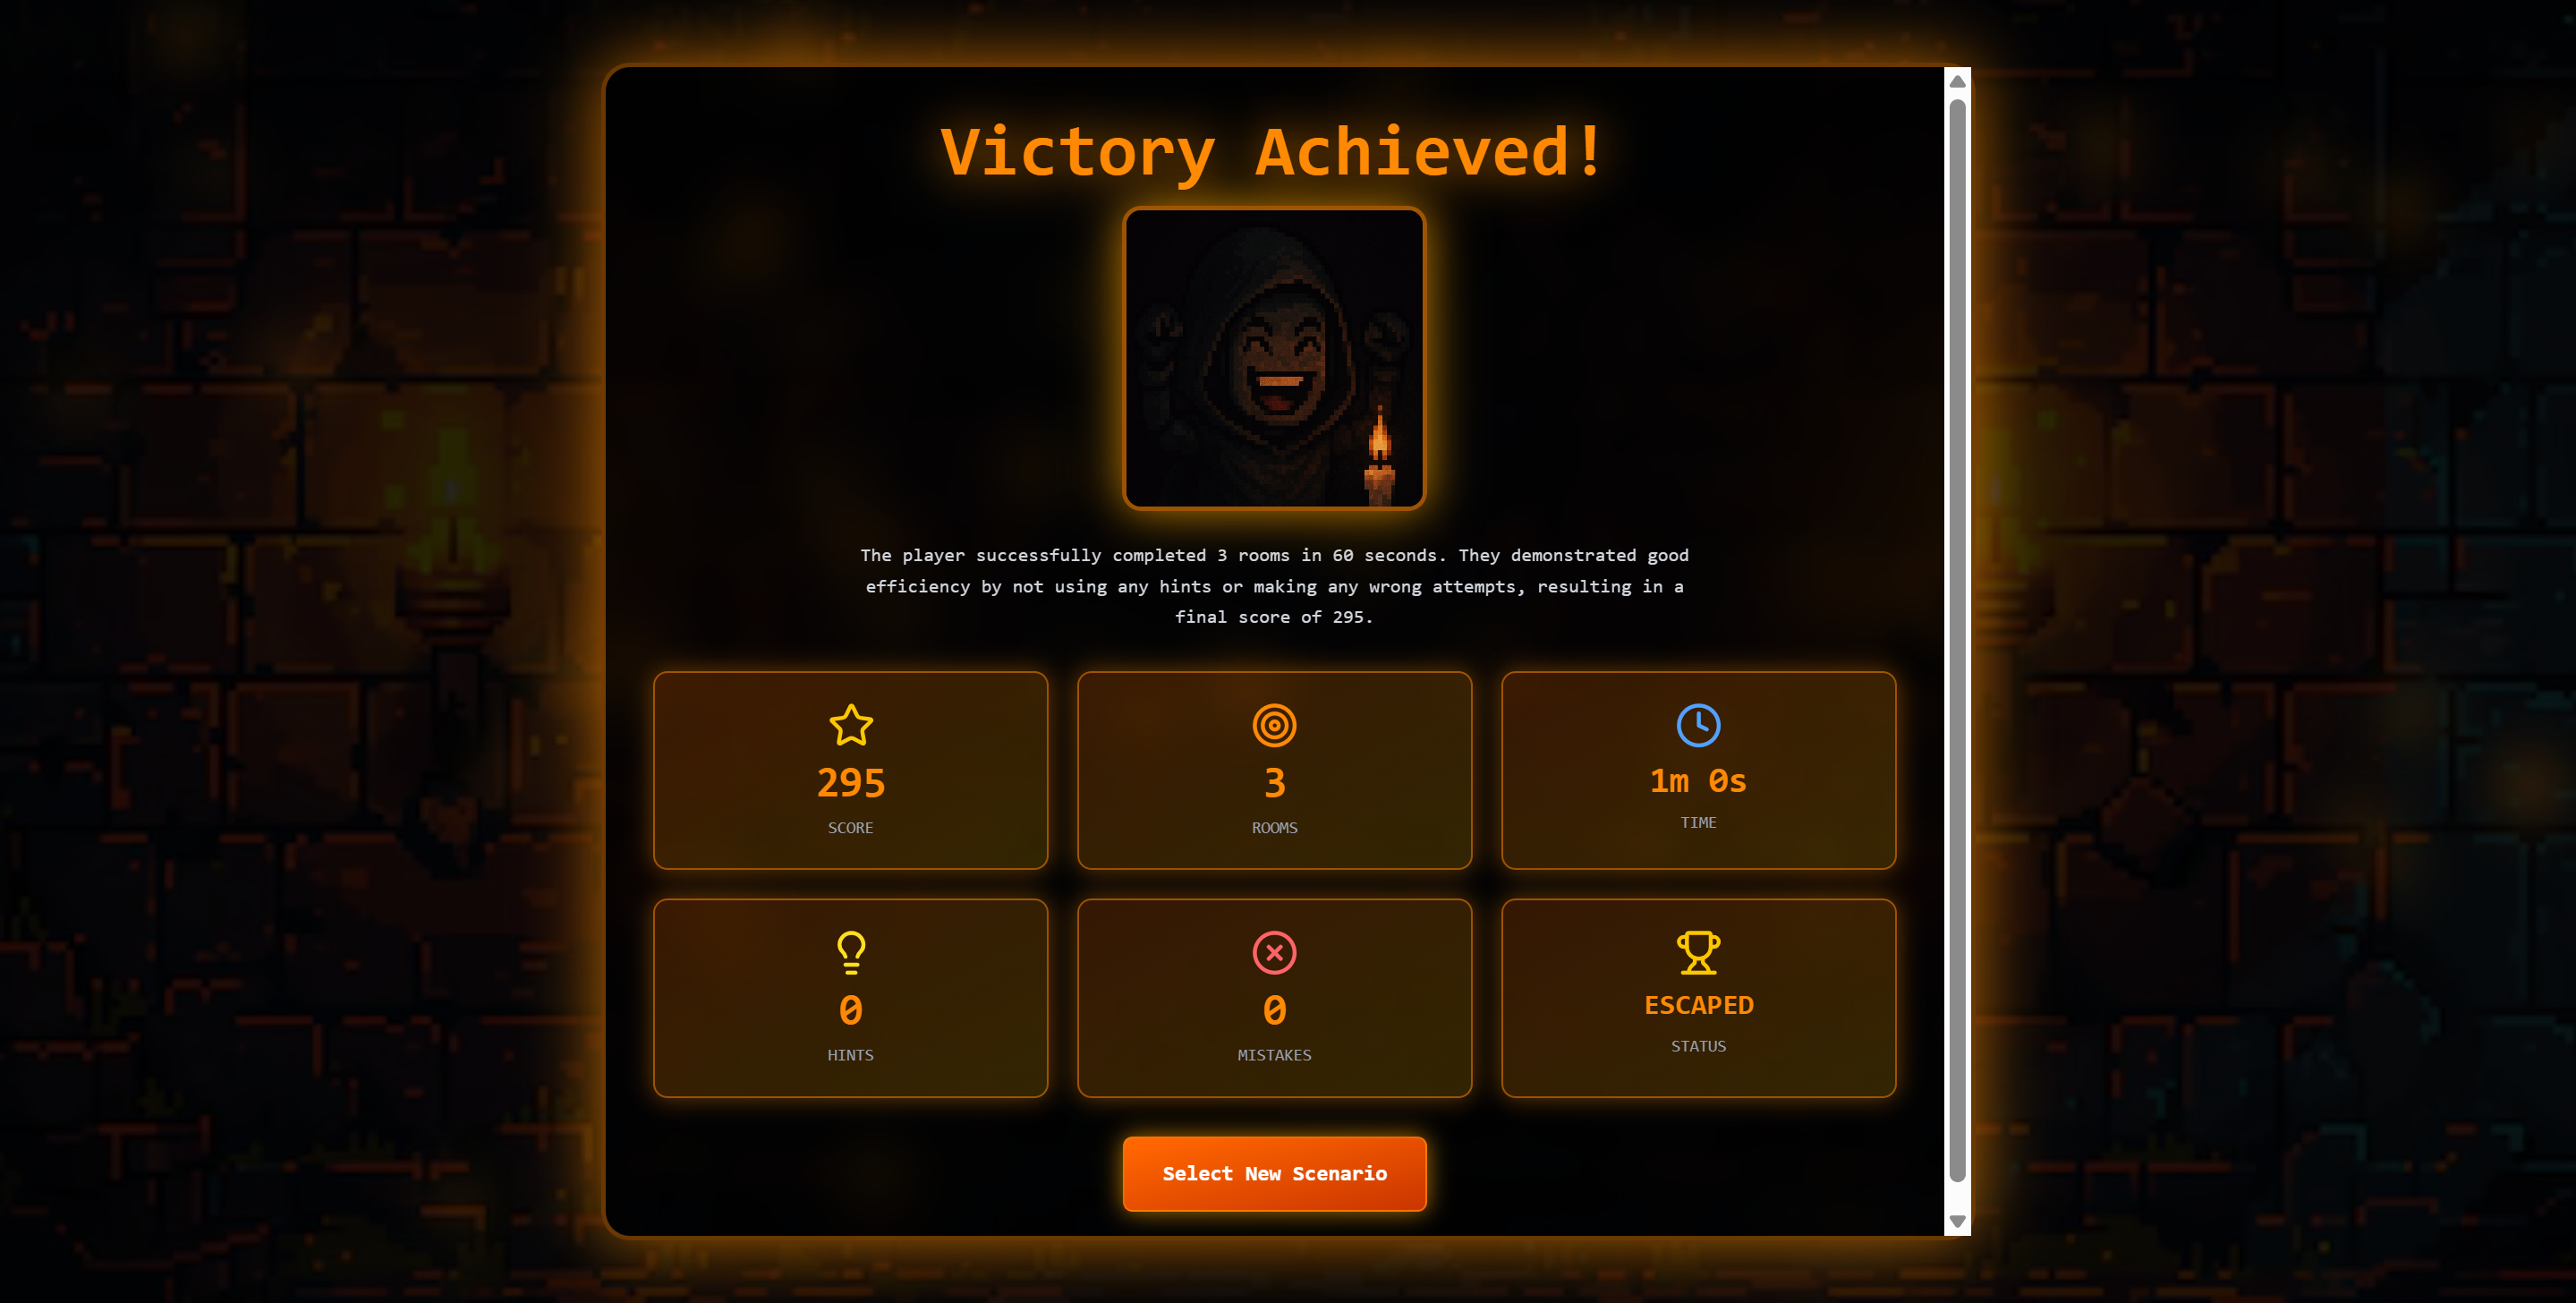 Victory Achieved!
The player successfully completed 3 rooms in 60 seconds. They demonstrated good
efficiency by not using any hints or making any wrong attempts, resulting in a
final score of 295.
295
SCORE
3
ROOMS
1m 0s
TIME
0
HINTS
0
MISTAKES
ESCAPED
STATUS
Select New Scenario